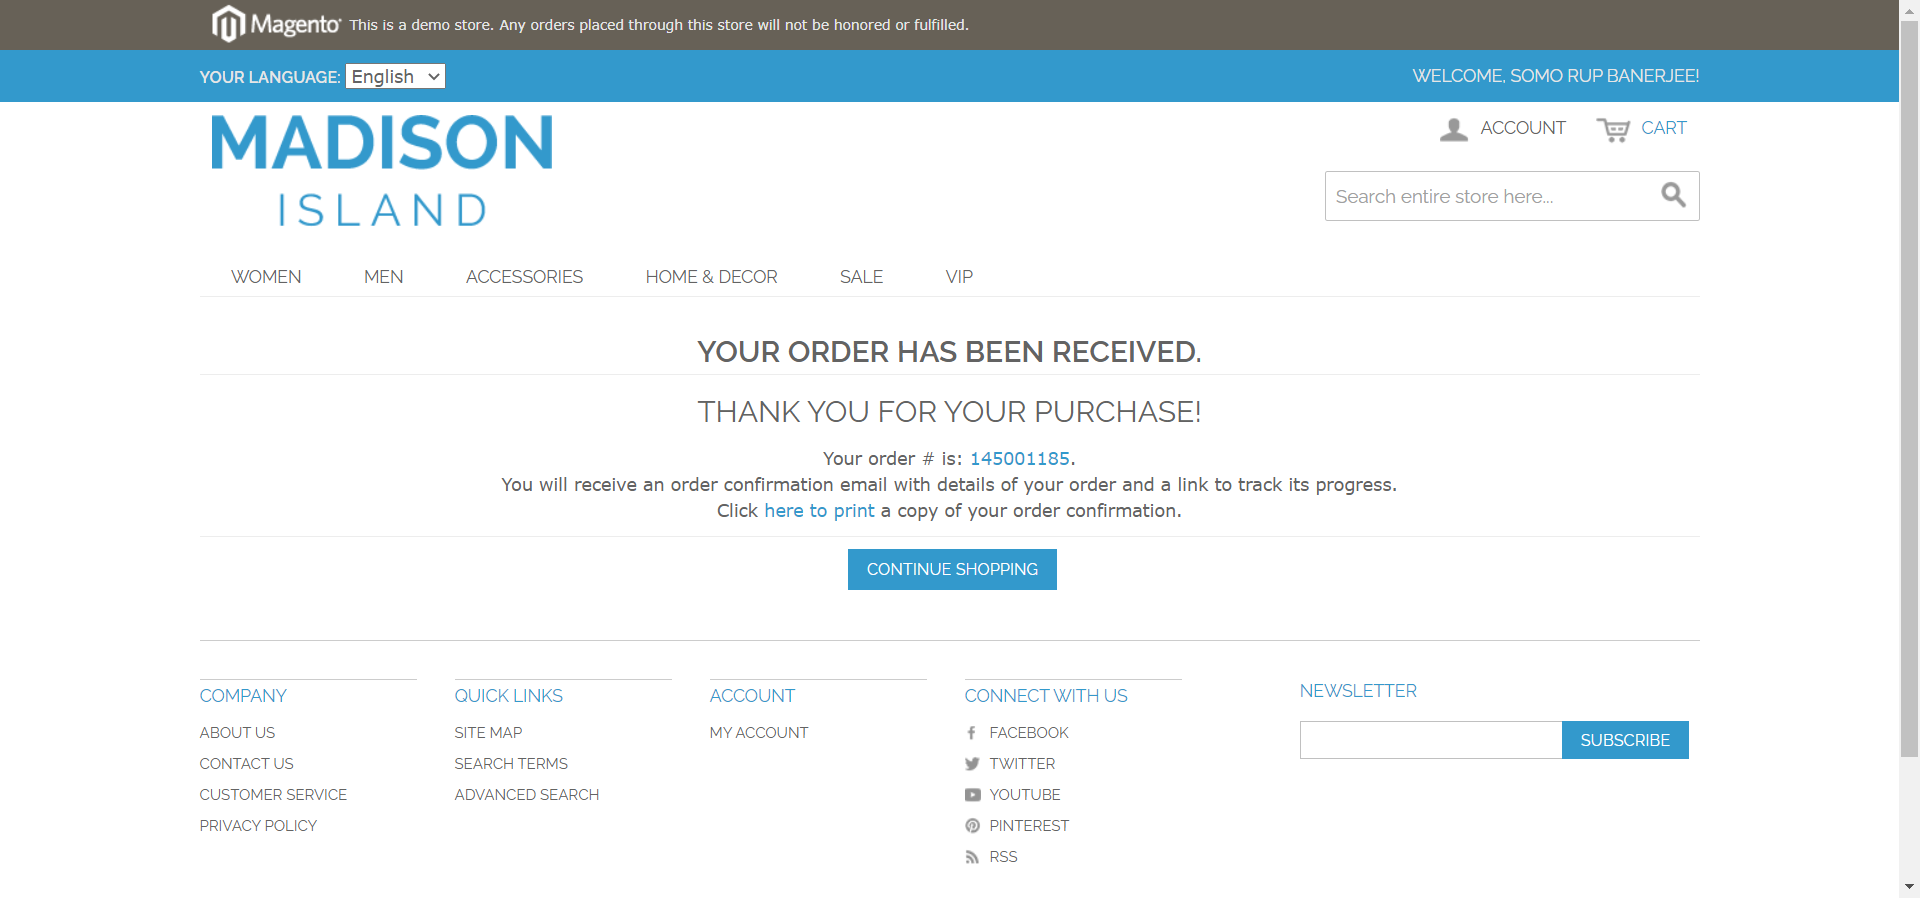 Magento This is a demo store. Any orders placed through this store will not be honored or fulfilled.
YOUR LANGUAGE: English
WELCOME, SOMO RUP BANERJEE!
MADISON
ISLAND
ACCOUNT
CART
Search entire store here...
WOMEN MEN ACCESSORIES HOME & DECOR SALE VIP
YOUR ORDER HAS BEEN RECEIVED.
THANK YOU FOR YOUR PURCHASE!
Your order # is: 145001185.
You will receive an order confirmation email with details of your order and a link to track its progress.
Click here to print a copy of your order confirmation.
CONTINUE SHOPPING
COMPANY
ABOUT US
CONTACT US
CUSTOMER SERVICE
PRIVACY POLICY
QUICK LINKS
SITE MAP
SEARCH TERMS
ADVANCED SEARCH
ACCOUNT
MY ACCOUNT
CONNECT WITH US
FACEBOOK
TWITTER
YOUTUBE
PINTEREST
RSS
NEWSLETTER
SUBSCRIBE